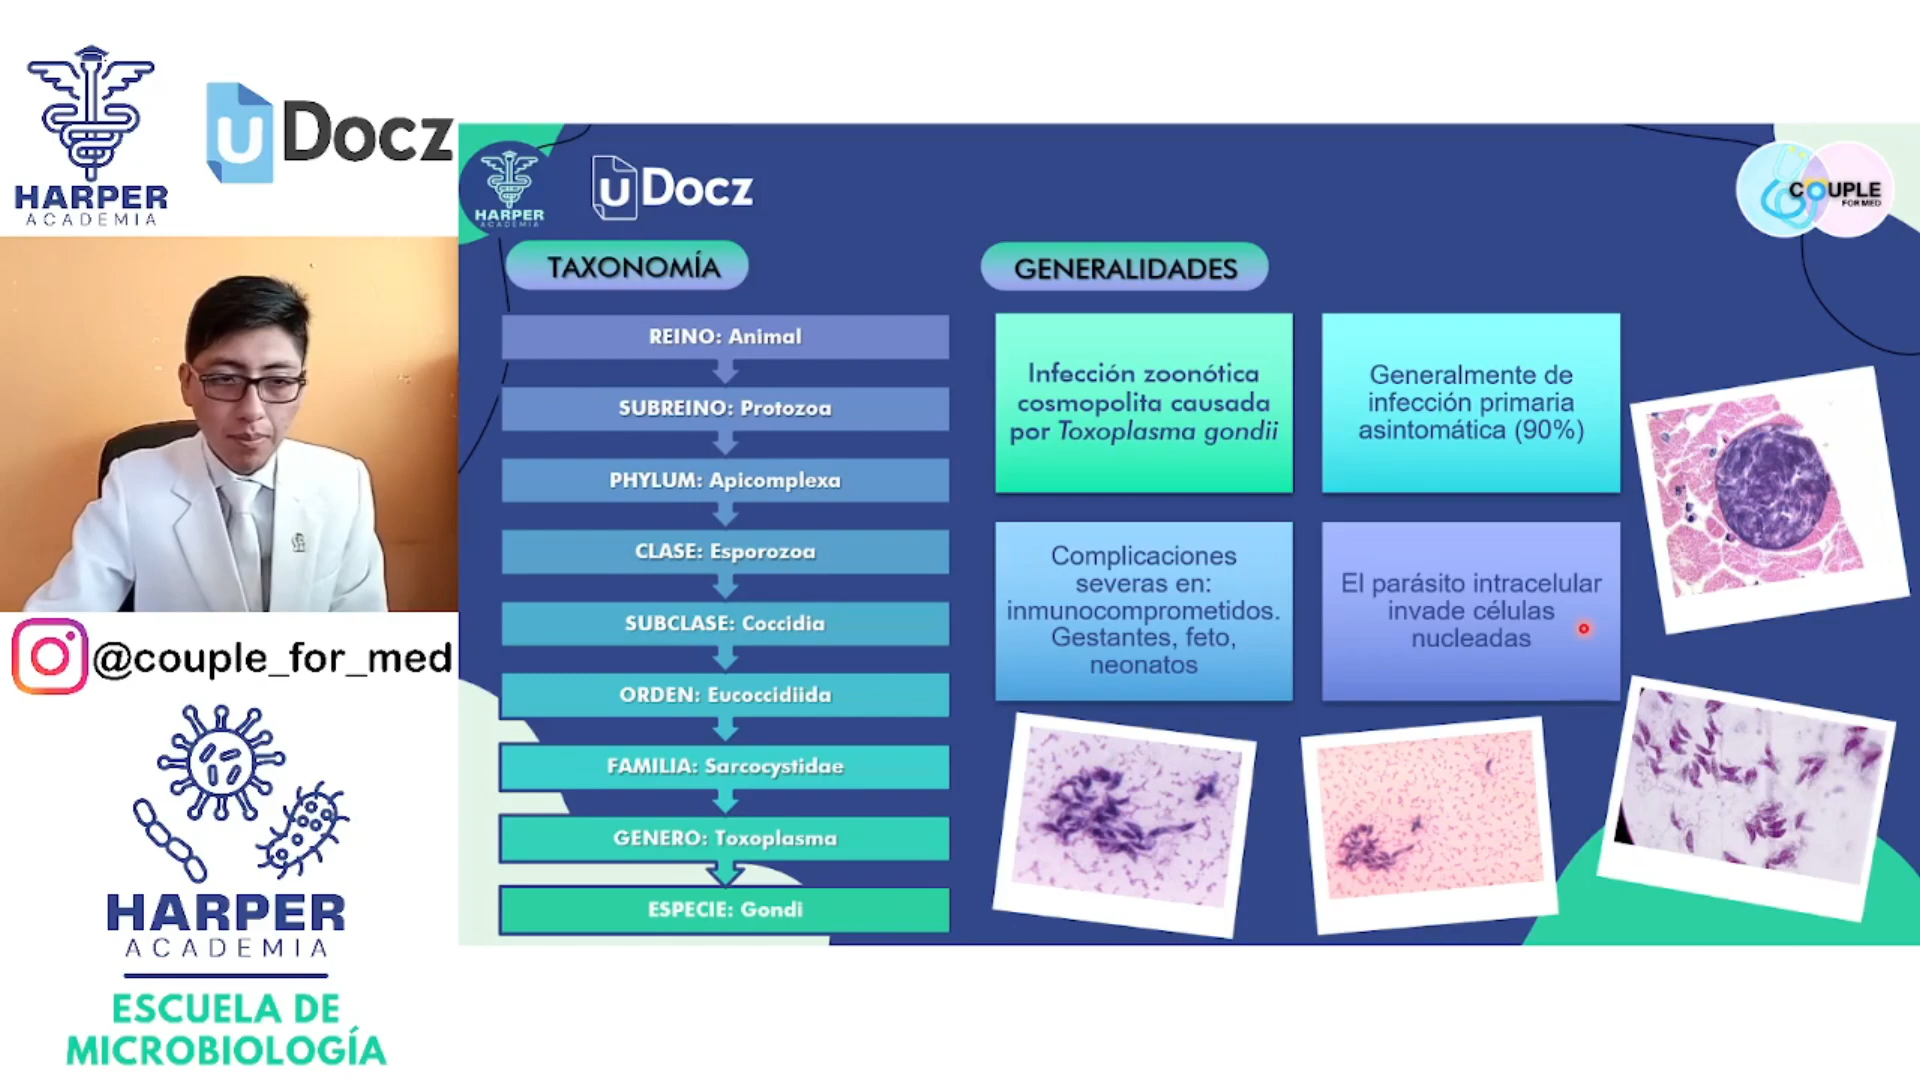 HARPER
ACADEMIA
uDocz
@couple_for_med
HARPER
ACADEMIA
ESCUELA DE
MICROBIOLOGÍA
HARPER
ACADEMIA
uDocz
COUPLE
FOR MED
TAXONOMÍA
REINO: Animal
SUBREINO: Protozoa
PHYLUM: Apicomplexa
CLASE: Esporozoa
SUBCLASE: Coccidia
ORDEN: Eucoccidiida
FAMILIA: Sarcocystidae
GENERO: Toxoplasma
ESPECIE: Gondi
GENERALIDADES
Infección zoonótica
cosmopolita causada
por Toxoplasma gondii
Generalmente de
infección primaria
asintomática (90%)
Complicaciones
severas en:
inmunocomprometidos.
Gestantes, feto,
neonatos
El parásito intracelular
invade células
nucleadas